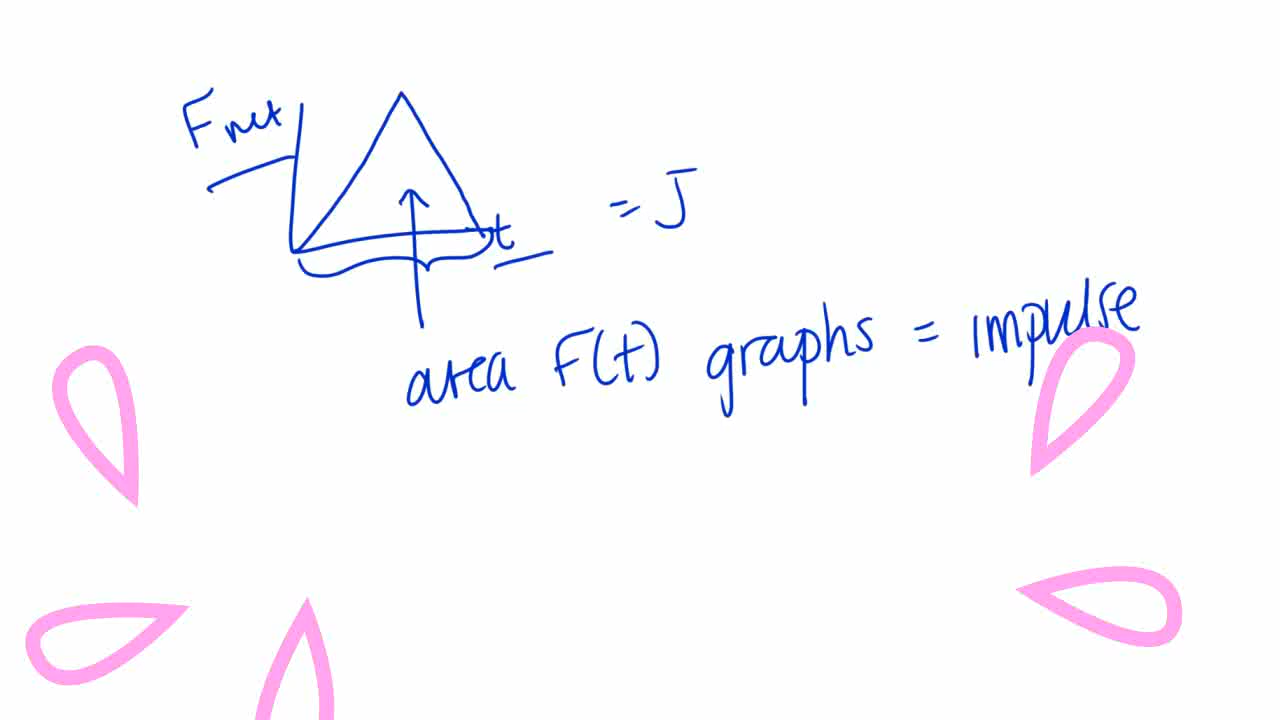 Fnet
t
= J
area F(t) graphs = impulse